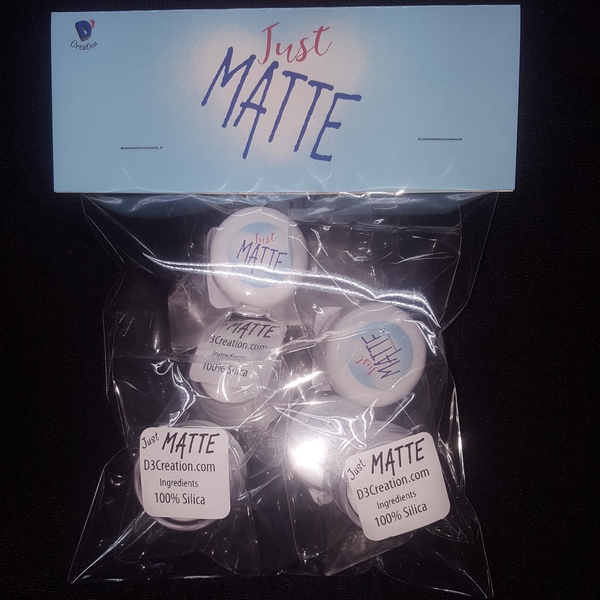 D3
Creation
Just
MATTE
Just
MATTE
MATTE
3Creation.com
Ingredients
100% Silica
Just
MATTE
Just MATTE
D3Creation.com
Ingredients
100% Silica
Just MATTE
D3Creation.com
Ingredients
100% Silica